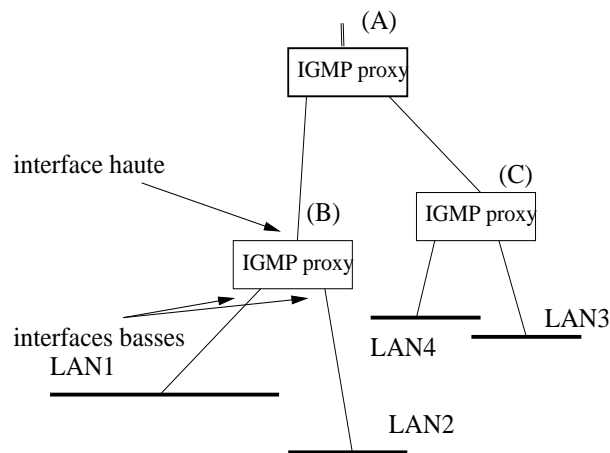 (A)
IGMP proxy
interface haute
(C)
IGMP proxy
(B)
IGMP proxy
interfaces basses
LAN1
LAN3
LAN4
LAN2